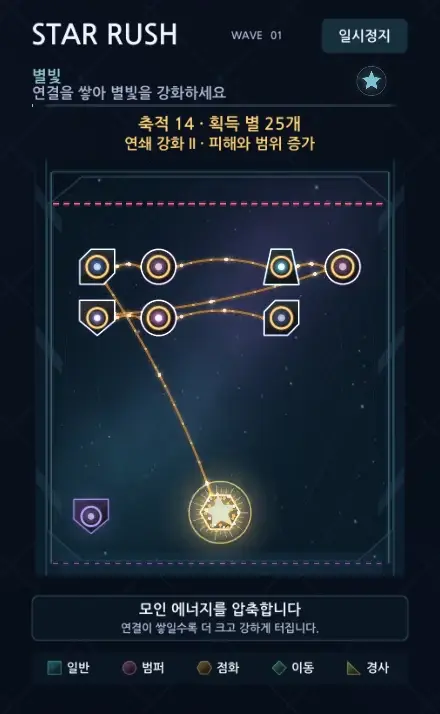 STAR RUSH
WAVE 01
일시정지
별빛
연결을 쌓아 별빛을 강화하세요
축적 14 · 획득 별 25개
연쇄 강화 II · 피해와 범위 증가
모인 에너지를 압축합니다
연결이 쌓일수록 더 크고 강하게 터집니다.
일반 범퍼 점화 이동 경사